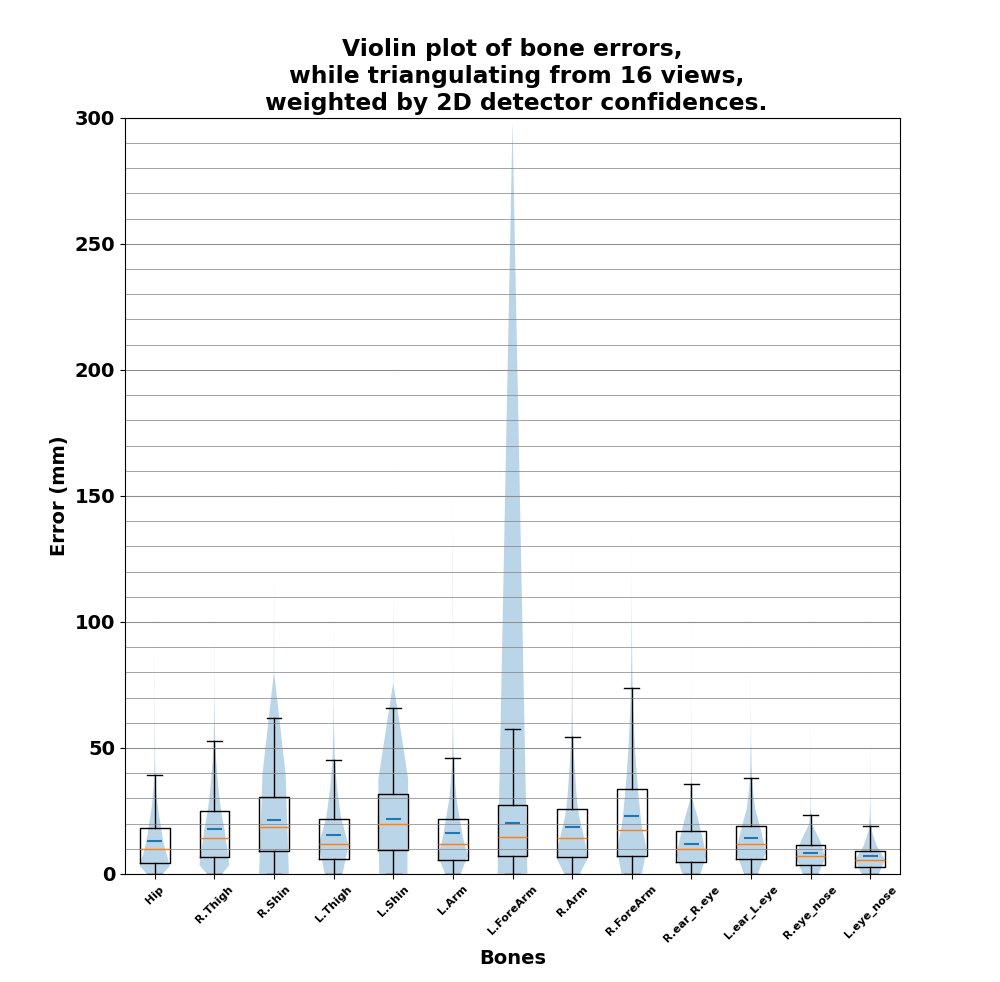 Violin plot of bone errors,
while triangulating from 16 views,
weighted by 2D detector confidences.
300
250
200
150
100
50
0
Error (mm)
Hip
R.Thigh
R.Shin
L.Thigh
L.Shin
L.Arm
L.ForeArm
R.Arm
R.ForeArm
R.ear_R.eye
L.ear_L.eye
R.eye_nose
L.eye_nose
Bones